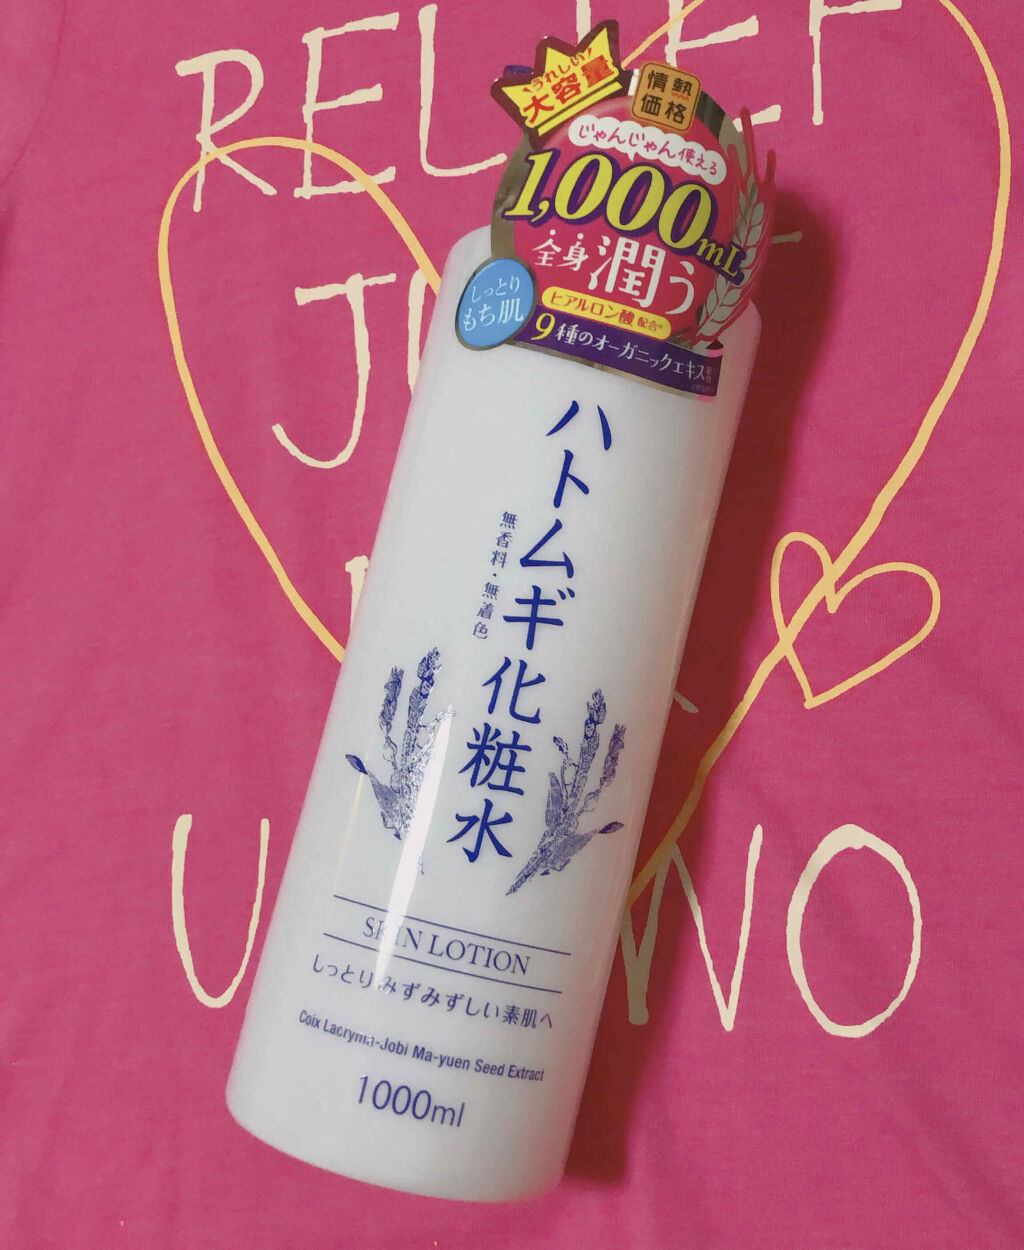 RELIEF
うれしい
大容量
情熱
価格
じゃんじゃん使える
1,000mL
全身潤う
しっとり
もち肌
ヒアルロン酸配合
9種のオーガニックエキス配合
ハトムギ化粧水
無香料・無着色
SKIN LOTION
しっとりみずみずしい素肌へ
Coix Lacryma-Jobi Ma-yuen Seed Extract
1000ml